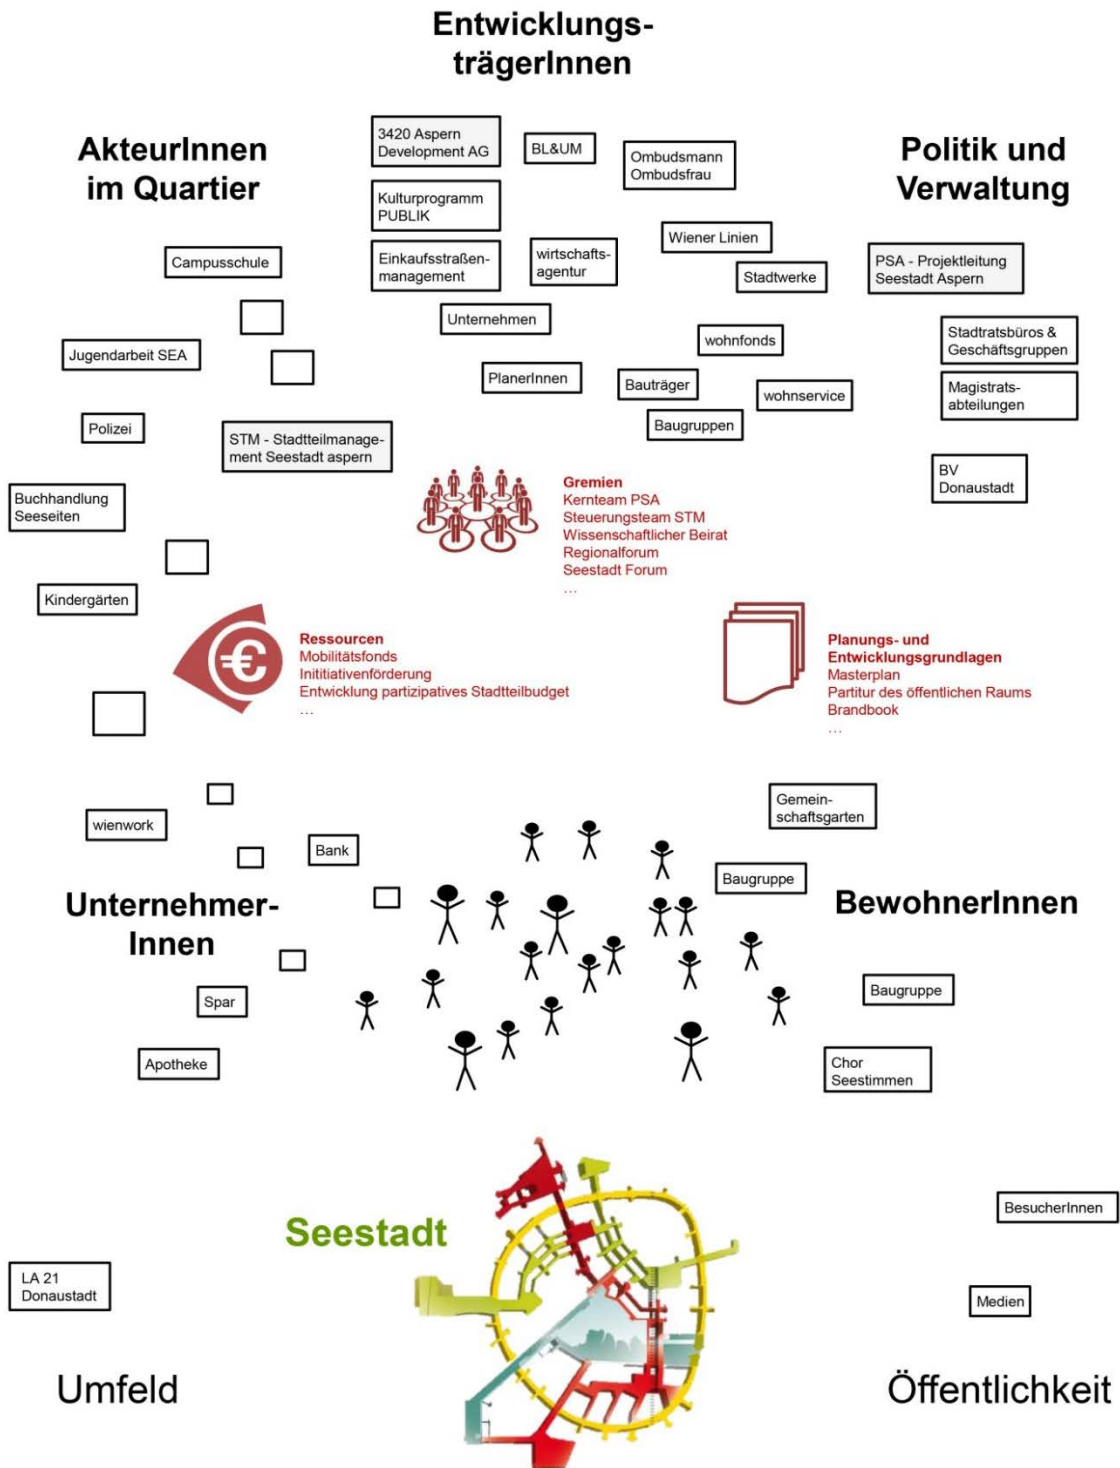 Entwicklungs-
trägerInnen
AkteurInnen
im Quartier
Politik und
Verwaltung
3420 Aspern
Development AG
BL&UM
Ombudsmann
Ombudsfrau
Kulturprogramm
PUBLIK
Wiener Linien
Campusschule
Einkaufsstraßen-
management
wirtschafts-
agentur
Stadtwerke
PSA - Projektleitung
Seestadt Aspern
Unternehmen
wohnfonds
Stadtratsbüros &
Geschäftsgruppen
Jugendarbeit SEA
PlanerInnen
Bauträger
wohnservice
Magistrats-
abteilungen
Polizei
STM - Stadtteilmanage-
ment Seestadt aspern
Baugruppen
BV
Donaustadt
Buchhandlung
Seeseiten
Gremien
Kernteam PSA
Steuerungsteam STM
Wissenschaftlicher Beirat
Regionalforum
Seestadt Forum
...
Kindergärten
Ressourcen
Mobilitätsfonds
Inititiativenförderung
Entwicklung partizipatives Stadtteilbudget
...
Planungs- und
Entwicklungsgrundlagen
Masterplan
Partitur des öffentlichen Raums
Brandbook
...
wienwork
Bank
Gemein-
schaftsgarten
Baugruppe
Unternehmer-
Innen
BewohnerInnen
Spar
Baugruppe
Apotheke
Chor
Seestimmen
Seestadt
BesucherInnen
LA 21
Donaustadt
Medien
Umfeld
Öffentlichkeit